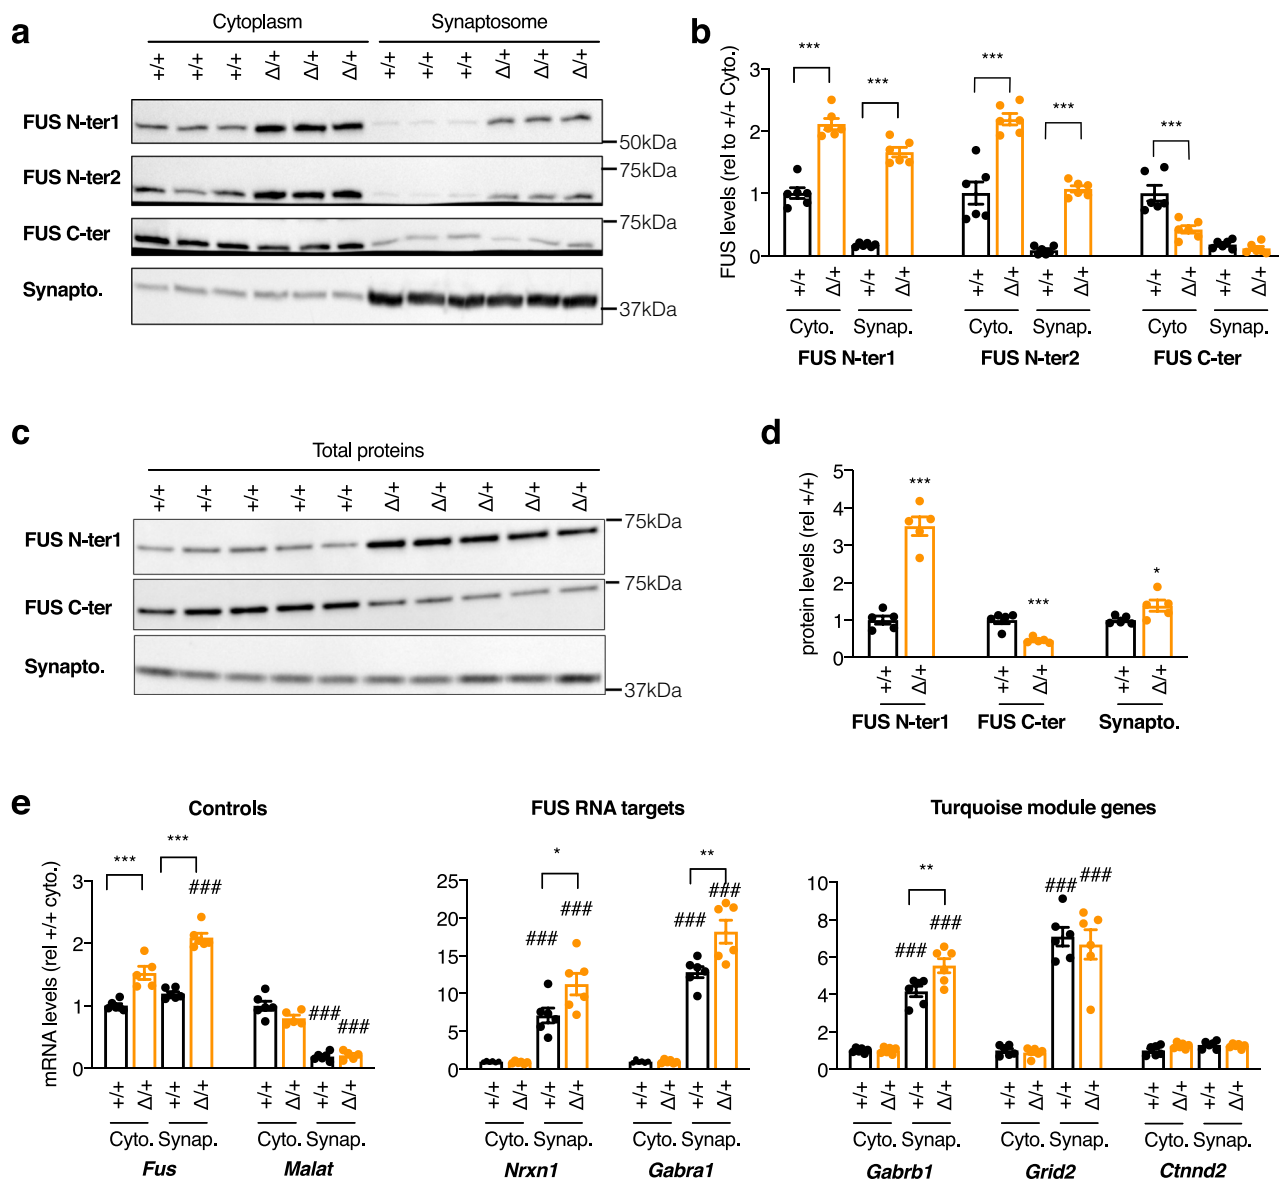 a
Cytoplasm Synaptosome
+/+ +/+ +/+ Δ/+ Δ/+ Δ/+ +/+ +/+ +/+ Δ/+ Δ/+ Δ/+
FUS N-ter1
50kDa
FUS N-ter2
75kDa
FUS C-ter
75kDa
Synapto.
37kDa
b
FUS levels (rel to +/+ Cyto.)
3
2
1
0
*** *** *** *** ***
+/+ Δ/+ +/+ Δ/+ +/+ Δ/+ +/+ Δ/+ +/+ Δ/+ +/+ Δ/+
Cyto. Synap. Cyto. Synap. Cyto Synap.
FUS N-ter1 FUS N-ter2 FUS C-ter
c
Total proteins
+/+ +/+ +/+ +/+ +/+ Δ/+ Δ/+ Δ/+ Δ/+ Δ/+
FUS N-ter1
75kDa
FUS C-ter
75kDa
Synapto.
37kDa
d
protein levels (rel +/+)
5
4
3
2
1
0
*** *** *
+/+ Δ/+ +/+ Δ/+ +/+ Δ/+
FUS N-ter1 FUS C-ter Synapto.
e
Controls
mRNA levels (rel +/+ cyto.)
3
2
1
0
*** *** ### ### ###
+/+ Δ/+ +/+ Δ/+ +/+ Δ/+ +/+ Δ/+
Cyto. Synap. Cyto. Synap.
Fus Malat
FUS RNA targets
25
20
15
10
5
0
* ### ### ** ### ###
+/+ Δ/+ +/+ Δ/+ +/+ Δ/+ +/+ Δ/+
Cyto. Synap. Cyto. Synap.
Nrxn1 Gabra1
Turquoise module genes
10
8
6
4
2
0
** ### ### ### ###
+/+ Δ/+ +/+ Δ/+ +/+ Δ/+ +/+ Δ/+ +/+ Δ/+ +/+ Δ/+
Cyto. Synap. Cyto. Synap. Cyto. Synap.
Gabrb1 Grid2 Ctnnd2